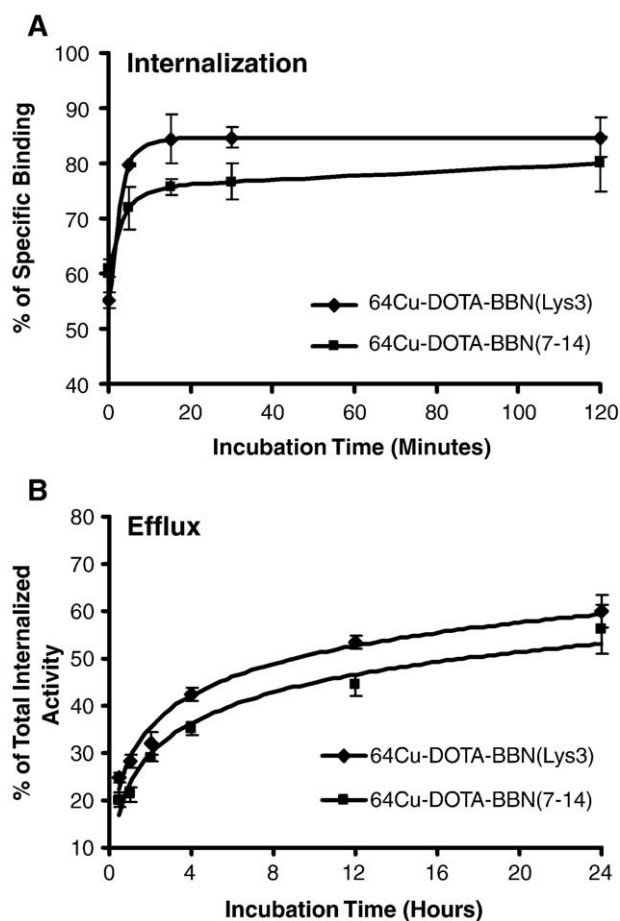 A
Internalization
% of Specific Binding
100
90
80
70
60
50
40
64Cu-DOTA-BBN(Lys3)
64Cu-DOTA-BBN(7-14)
0 20 40 60 80 100 120
Incubation Time (Minutes)
B
Efflux
% of Total Internalized
Activity
80
70
60
50
40
30
20
10
64Cu-DOTA-BBN(Lys3)
64Cu-DOTA-BBN(7-14)
0 4 8 12 16 20 24
Incubation Time (Hours)